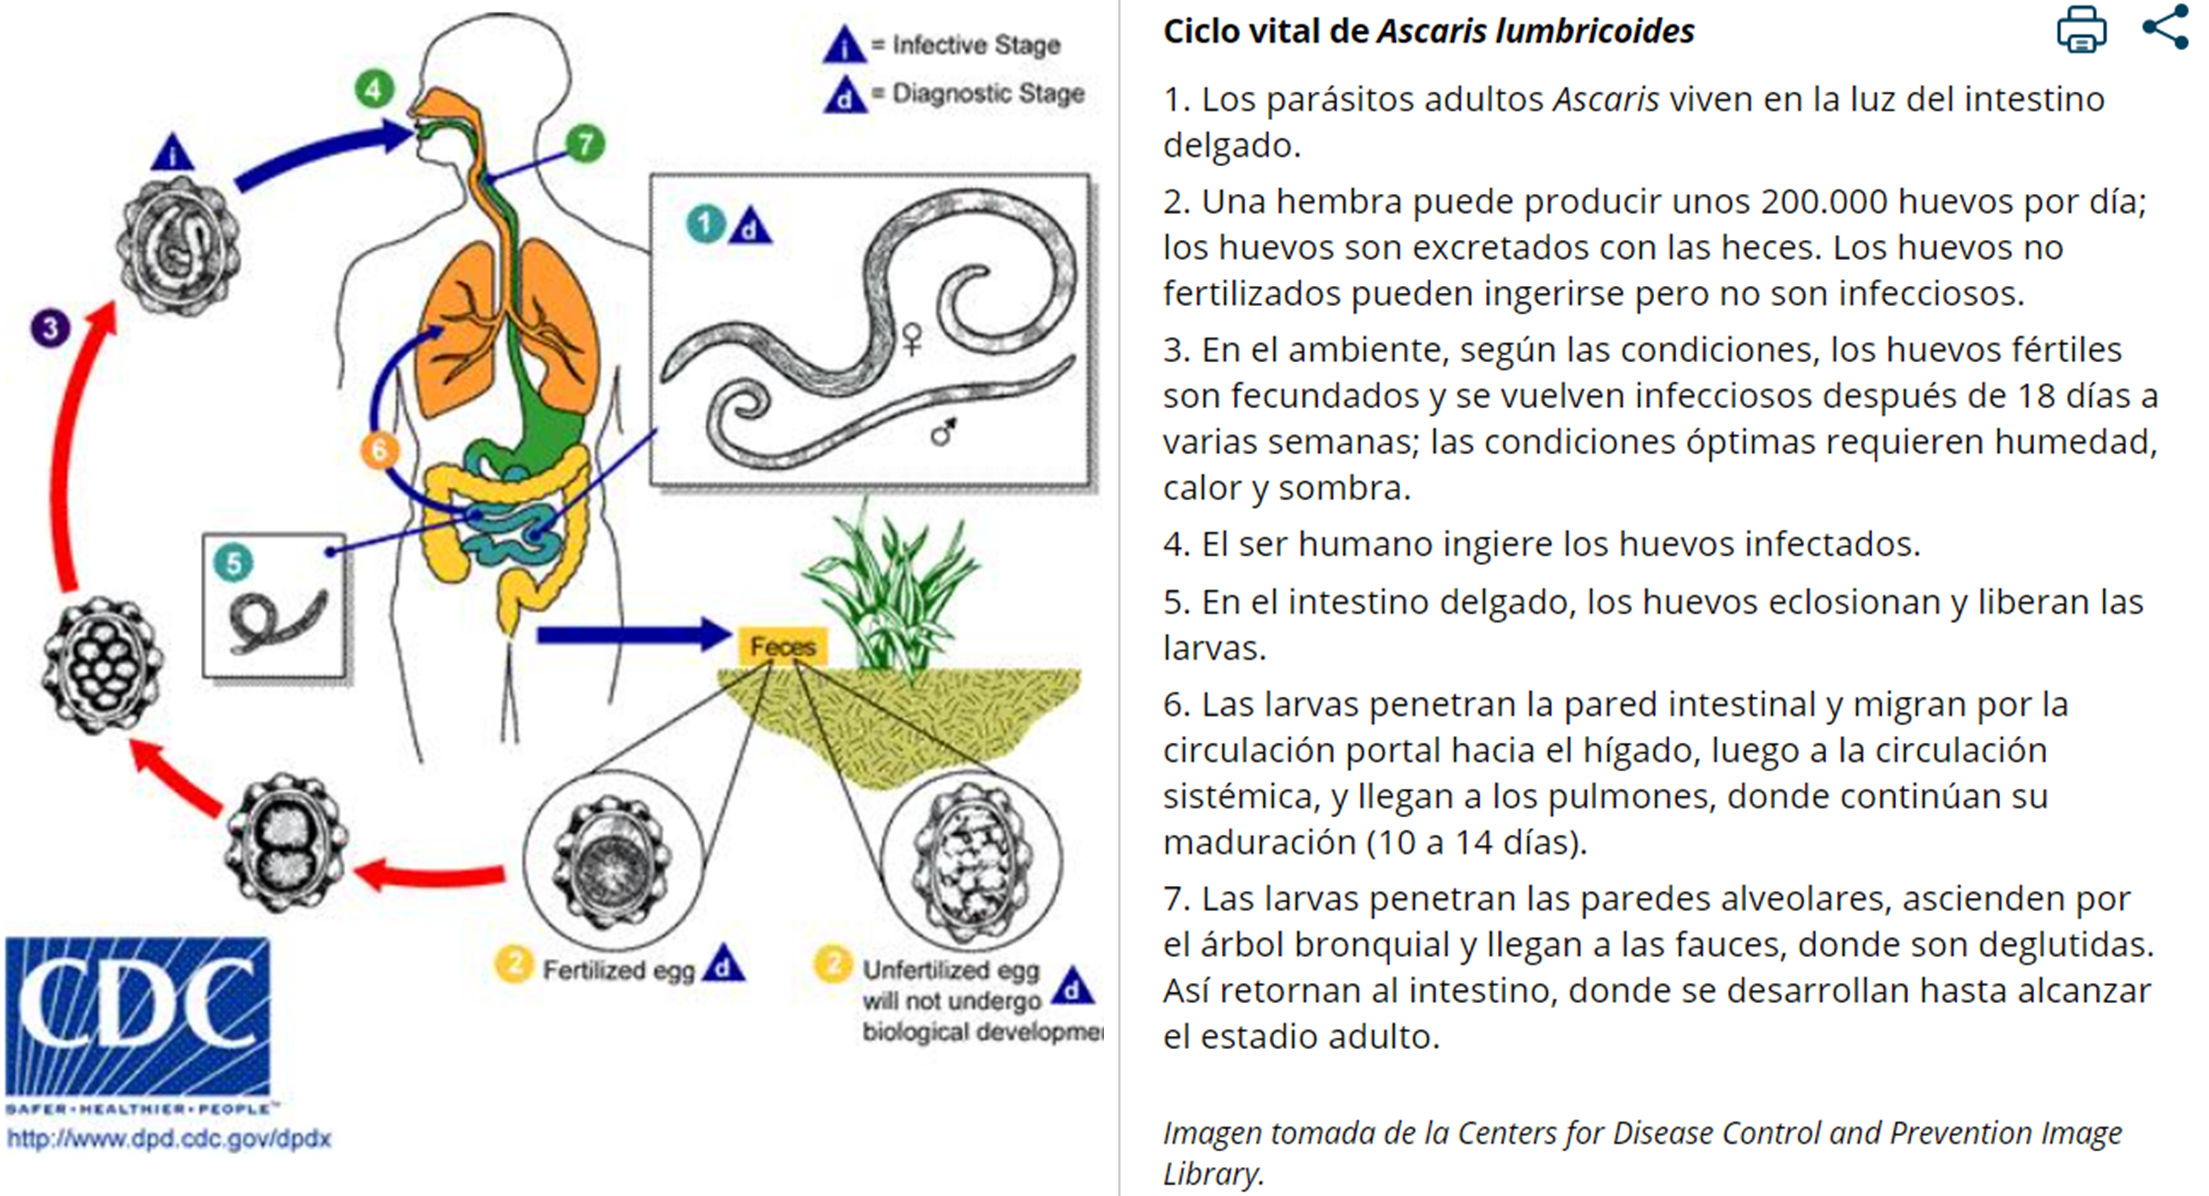 i = Infective Stage
d = Diagnostic Stage
4
7
i
1 d
3
♀
♂
6
5
Feces
2 Fertilized egg d
2 Unfertilized egg
will not undergo d
biological developme
CDC
SAFER•HEALTHIER•PEOPLE™
http://www.dpd.cdc.gov/dpdx
Ciclo vital de Ascaris lumbricoides
1. Los parásitos adultos Ascaris viven en la luz del intestino
delgado.
2. Una hembra puede producir unos 200.000 huevos por día;
los huevos son excretados con las heces. Los huevos no
fertilizados pueden ingerirse pero no son infecciosos.
3. En el ambiente, según las condiciones, los huevos fértiles
son fecundados y se vuelven infecciosos después de 18 días a
varias semanas; las condiciones óptimas requieren humedad,
calor y sombra.
4. El ser humano ingiere los huevos infectados.
5. En el intestino delgado, los huevos eclosionan y liberan las
larvas.
6. Las larvas penetran la pared intestinal y migran por la
circulación portal hacia el hígado, luego a la circulación
sistémica, y llegan a los pulmones, donde continúan su
maduración (10 a 14 días).
7. Las larvas penetran las paredes alveolares, ascienden por
el árbol bronquial y llegan a las fauces, donde son deglutidas.
Así retornan al intestino, donde se desarrollan hasta alcanzar
el estadio adulto.
Imagen tomada de la Centers for Disease Control and Prevention Image
Library.